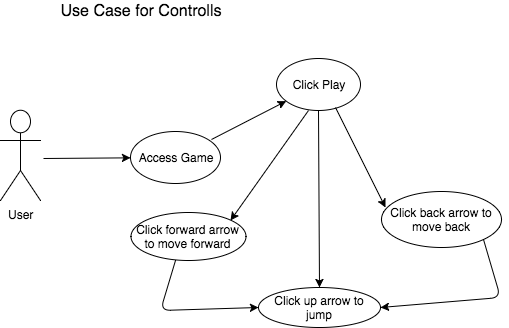 Use Case for Controlls
Click Play
Access Game
User
Click forward arrow
to move forward
Click back arrow to
move back
Click up arrow to
jump